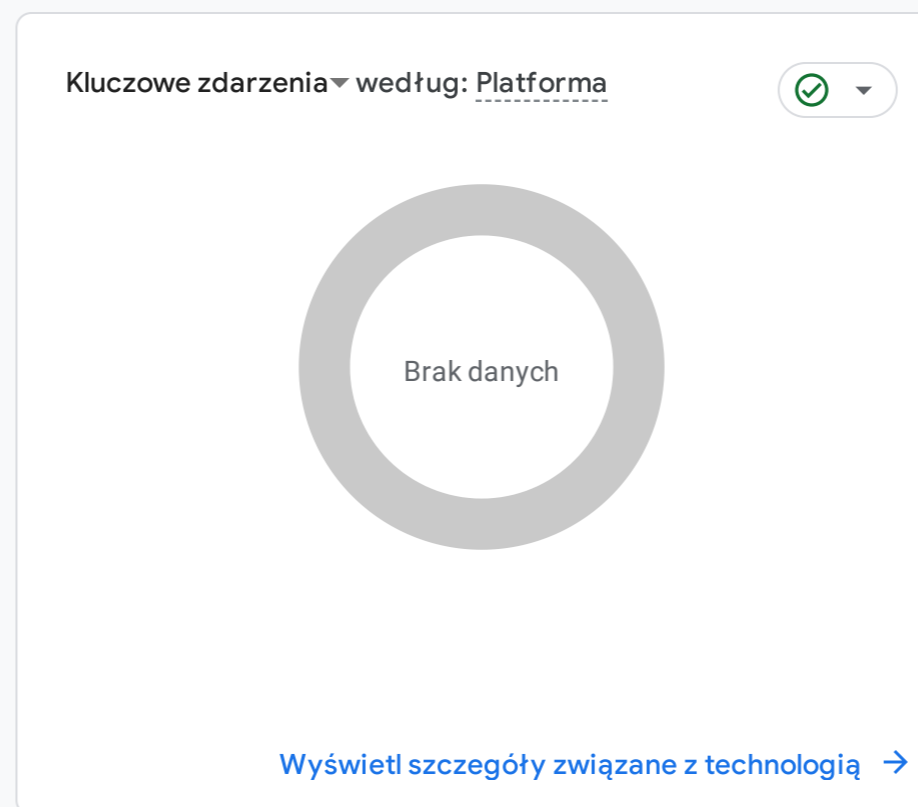 Kluczowe zdarzenia według: Platforma
Brak danych
Wyświetl szczegóły związane z technologią